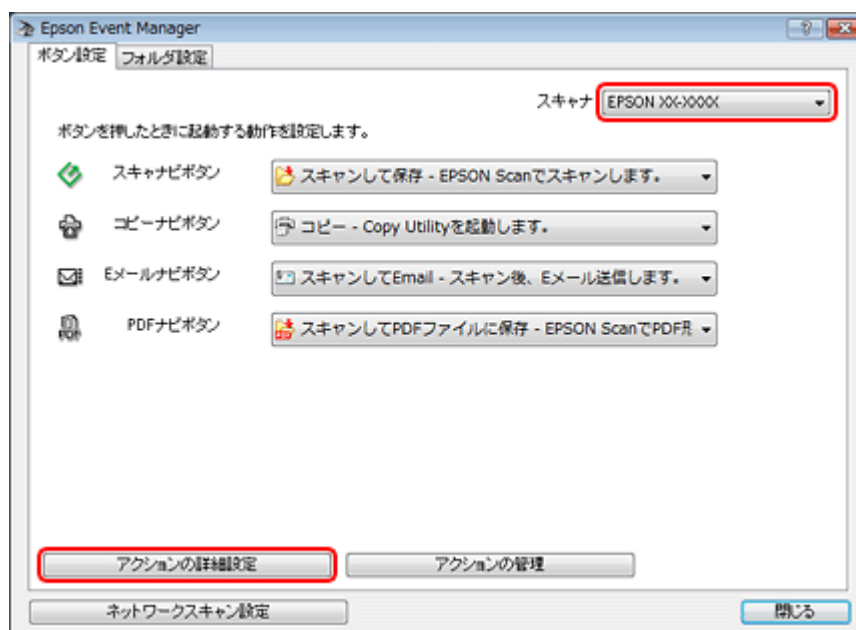 Epson Event Manager
ボタン設定 フォルダ設定
スキャナ EPSON XX-XXXX
ボタンを押したときに起動する動作を設定します。
スキャナビボタン スキャンして保存 - EPSON Scanでスキャンします。
コピーナビボタン コピー - Copy Utilityを起動します。
Eメールナビボタン スキャンしてEmail - スキャン後、Eメール送信します。
PDF PDFナビボタン スキャンしてPDFファイルに保存 - EPSON ScanでPDF形
アクションの詳細設定 アクションの管理
ネットワークスキャン設定 閉じる